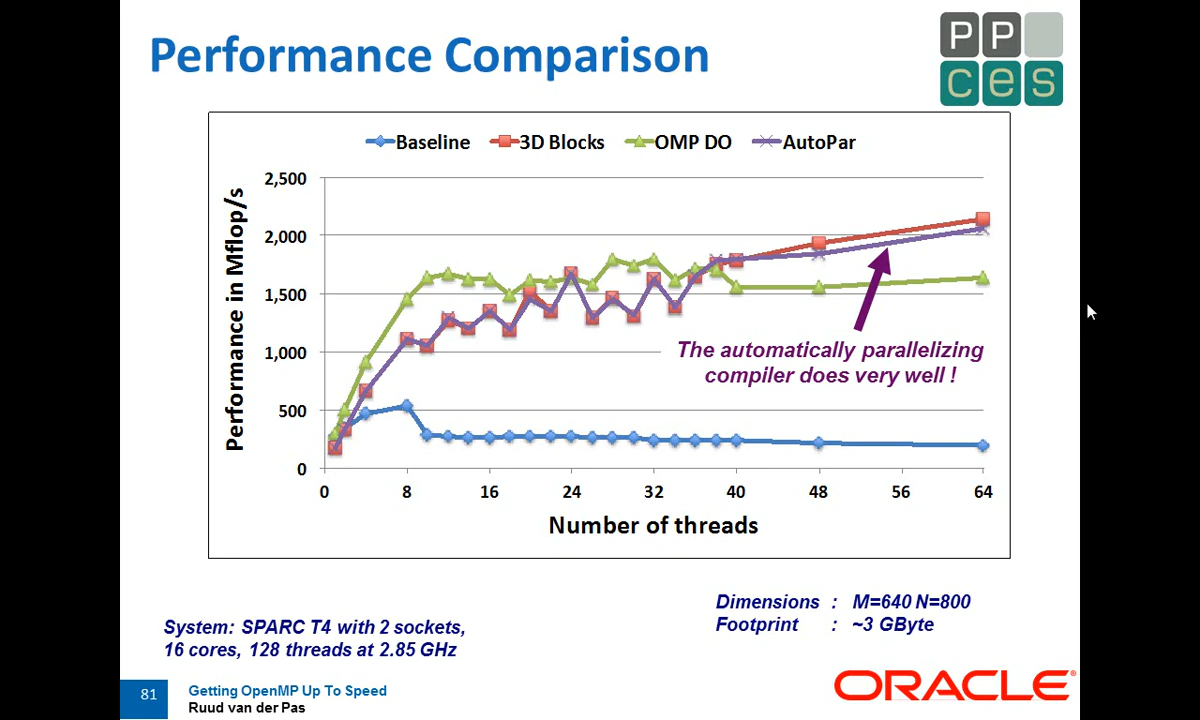 Performance Comparison
P P
c e s
Baseline 3D Blocks OMP DO AutoPar
Performance in Mflop/s
2,500
2,000
1,500
1,000
500
0
0 8 16 24 32 40 48 56 64
Number of threads
The automatically parallelizing
compiler does very well !
Dimensions : M=640 N=800
Footprint : ~3 GByte
System: SPARC T4 with 2 sockets,
16 cores, 128 threads at 2.85 GHz
81
Getting OpenMP Up To Speed
Ruud van der Pas
ORACLE®